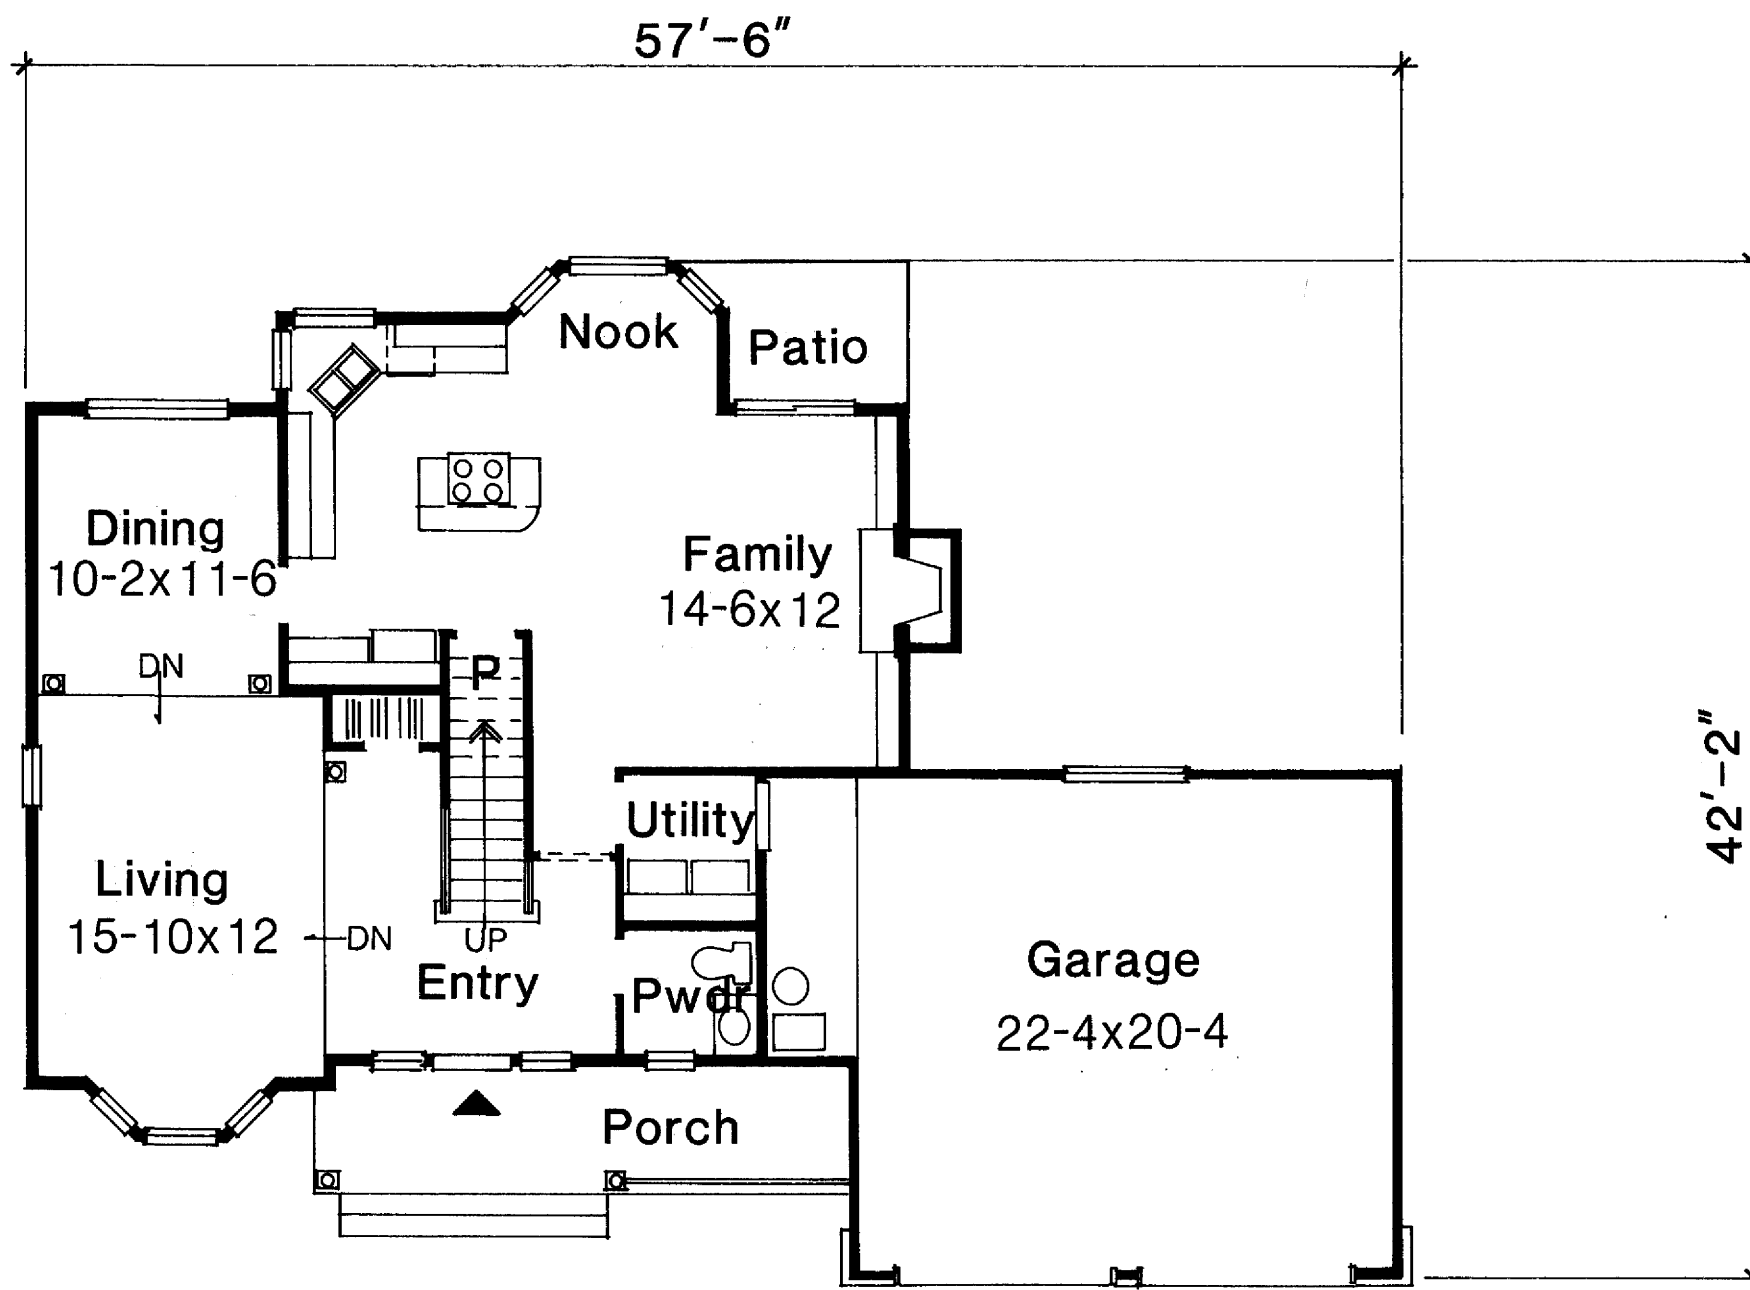 57'-6"
Nook
Patio
Dining
10-2x11-6
Family
14-6x12
DN
P
42'-2"
Utility
Living
15-10x12
DN
UP
Entry
Pwdr
Garage
22-4x20-4
Porch